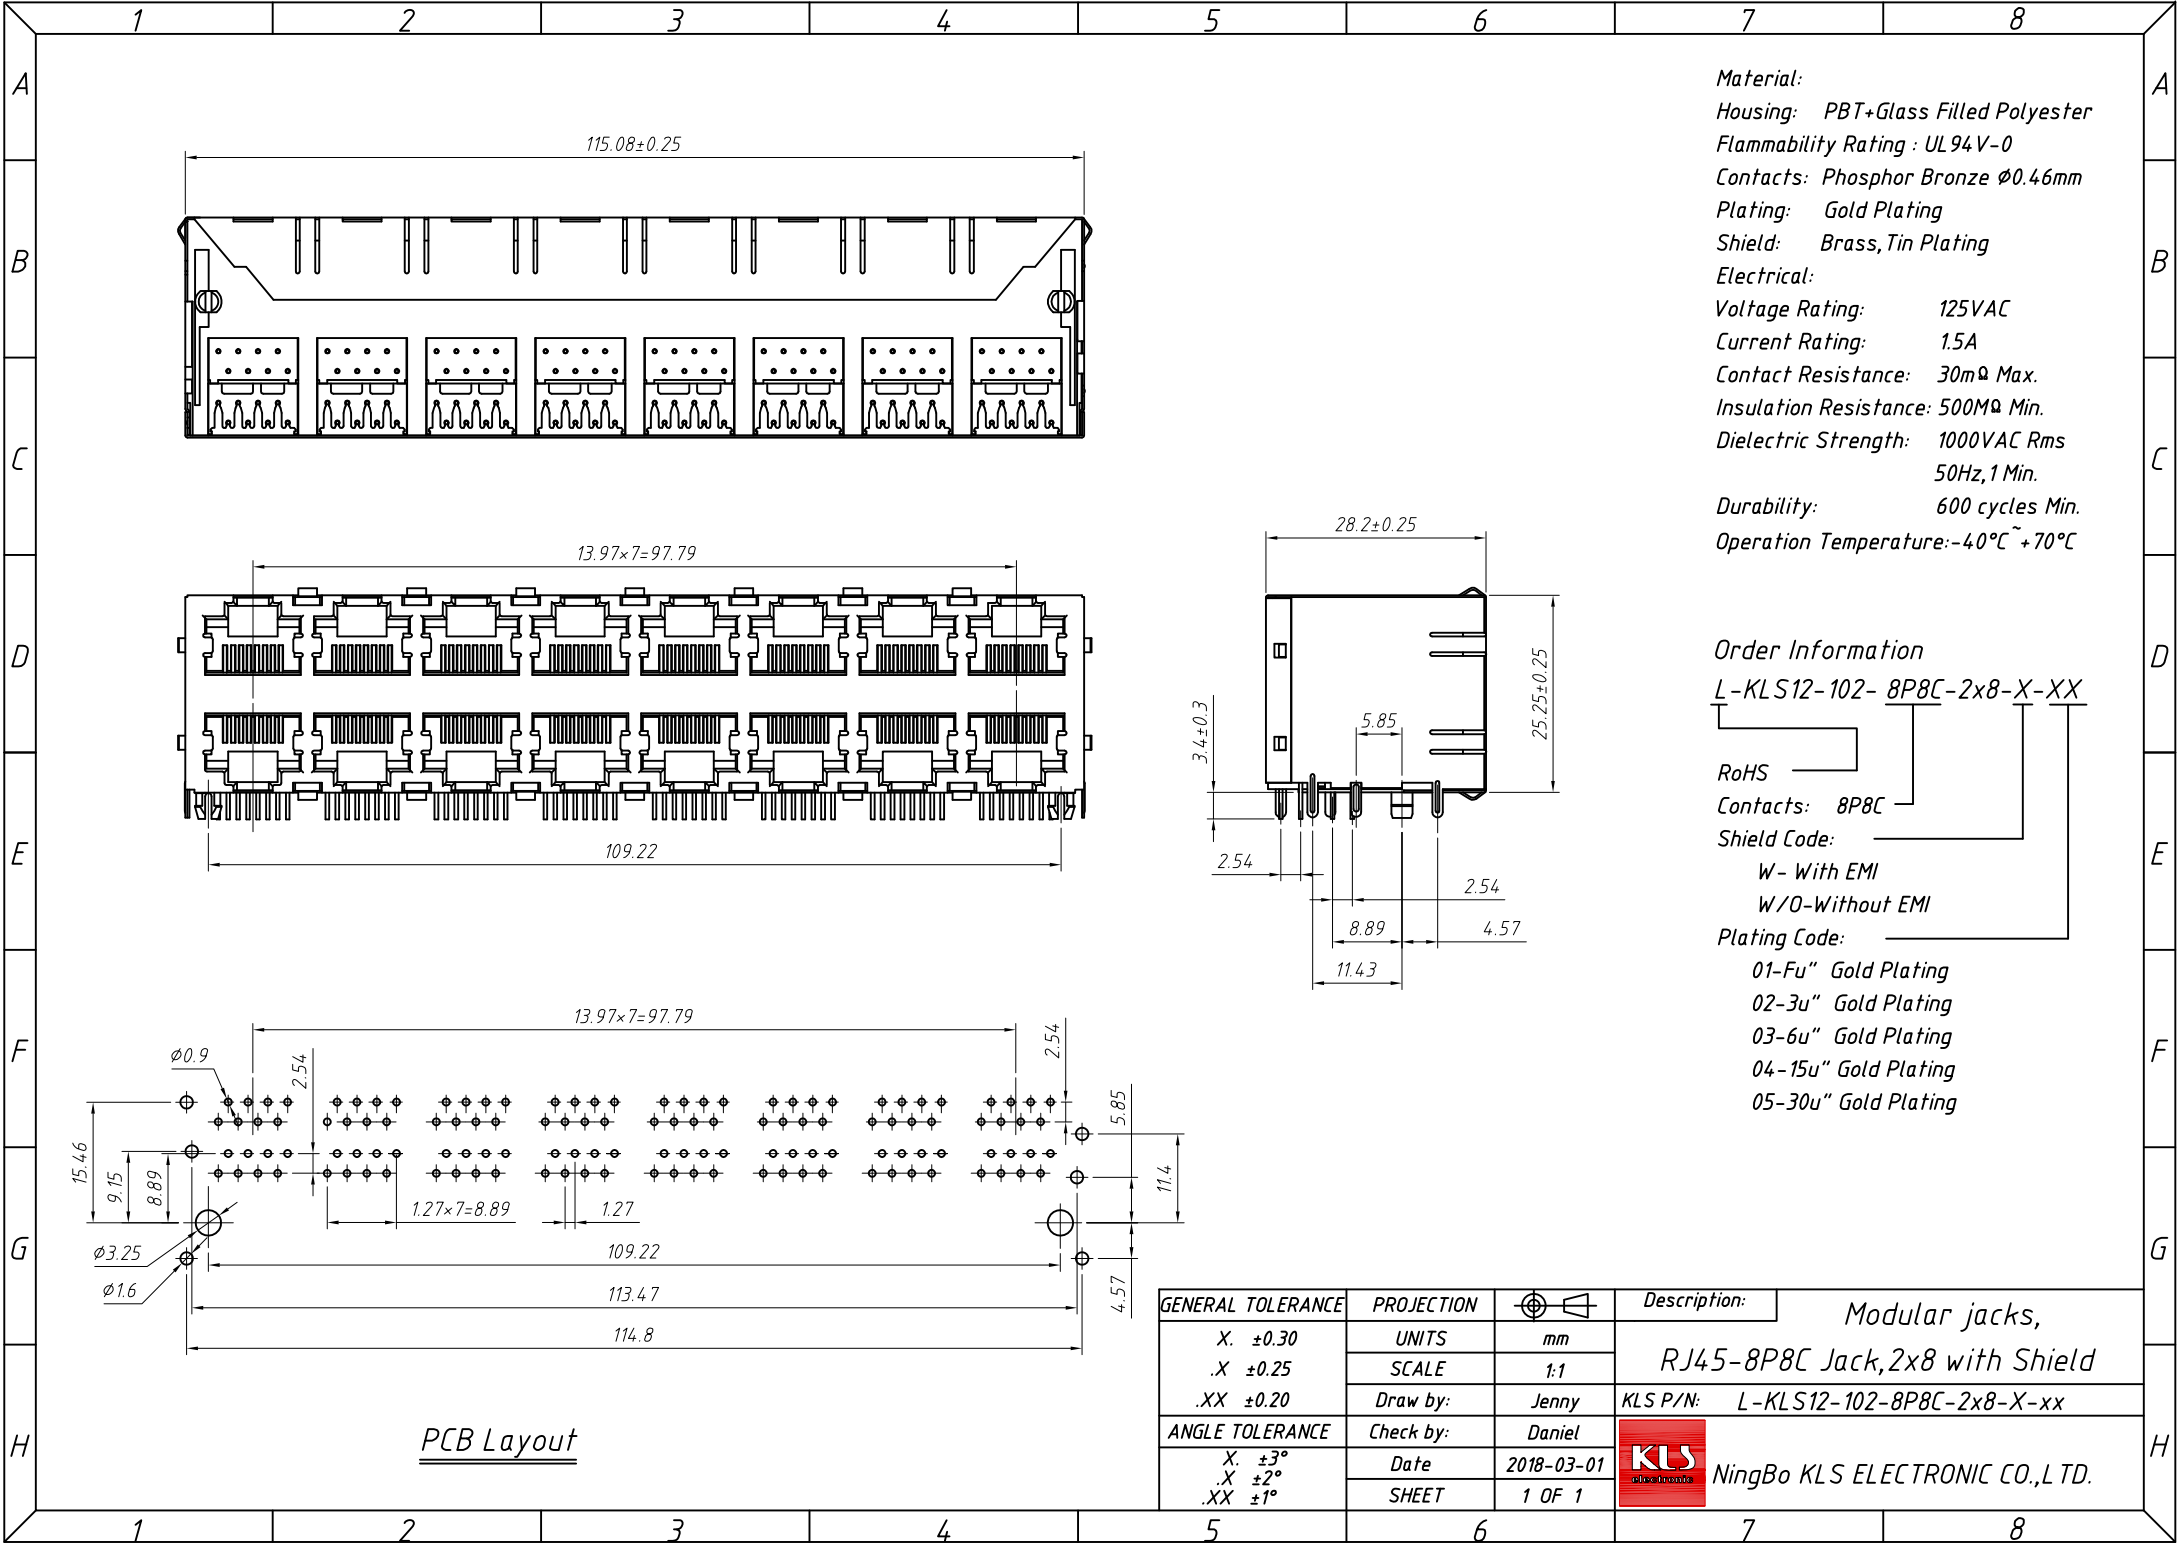 1 2 3 4 5 6 7 8
A A
B B
C C
D D
E E
F F
G G
H H
115.08±0.25
13.97×7=97.79
109.22
28.2±0.25
25.25±0.25
3.4±0.3
5.85
2.54
2.54
8.89
4.57
11.43
13.97×7=97.79
Ø0.9
2.54
2.54
5.85
15.46
9.15
8.89
11.4
1.27×7=8.89
1.27
Ø3.25
109.22
Ø1.6
113.47
4.57
114.8
PCB Layout
Material:
Housing: PBT+Glass Filled Polyester
Flammability Rating : UL94V-0
Contacts: Phosphor Bronze Ø0.46mm
Plating: Gold Plating
Shield: Brass,Tin Plating
Electrical:
Voltage Rating: 125VAC
Current Rating: 1.5A
Contact Resistance: 30mΩ Max.
Insulation Resistance: 500MΩ Min.
Dielectric Strength: 1000VAC Rms
50Hz,1 Min.
Durability: 600 cycles Min.
Operation Temperature:-40°C~+70°C
Order Information
L-KLS12-102-8P8C-2x8-X-XX
RoHS
Contacts: 8P8C
Shield Code:
W- With EMI
W/O-Without EMI
Plating Code:
01-Fu" Gold Plating
02-3u" Gold Plating
03-6u" Gold Plating
04-15u" Gold Plating
05-30u" Gold Plating
GENERAL TOLERANCE
X. ±0.30
.X ±0.25
.XX ±0.20
ANGLE TOLERANCE
X. ±3°
.X ±2°
.XX ±1°
PROJECTION
UNITS mm
SCALE 1:1
Draw by: Jenny
Check by: Daniel
Date 2018-03-01
SHEET 1 OF 1
Description: Modular jacks,
RJ45-8P8C Jack,2x8 with Shield
KLS P/N: L-KLS12-102-8P8C-2x8-X-xx
KLS
electronic
NingBo KLS ELECTRONIC CO.,LTD.
1 2 3 4 5 6 7 8